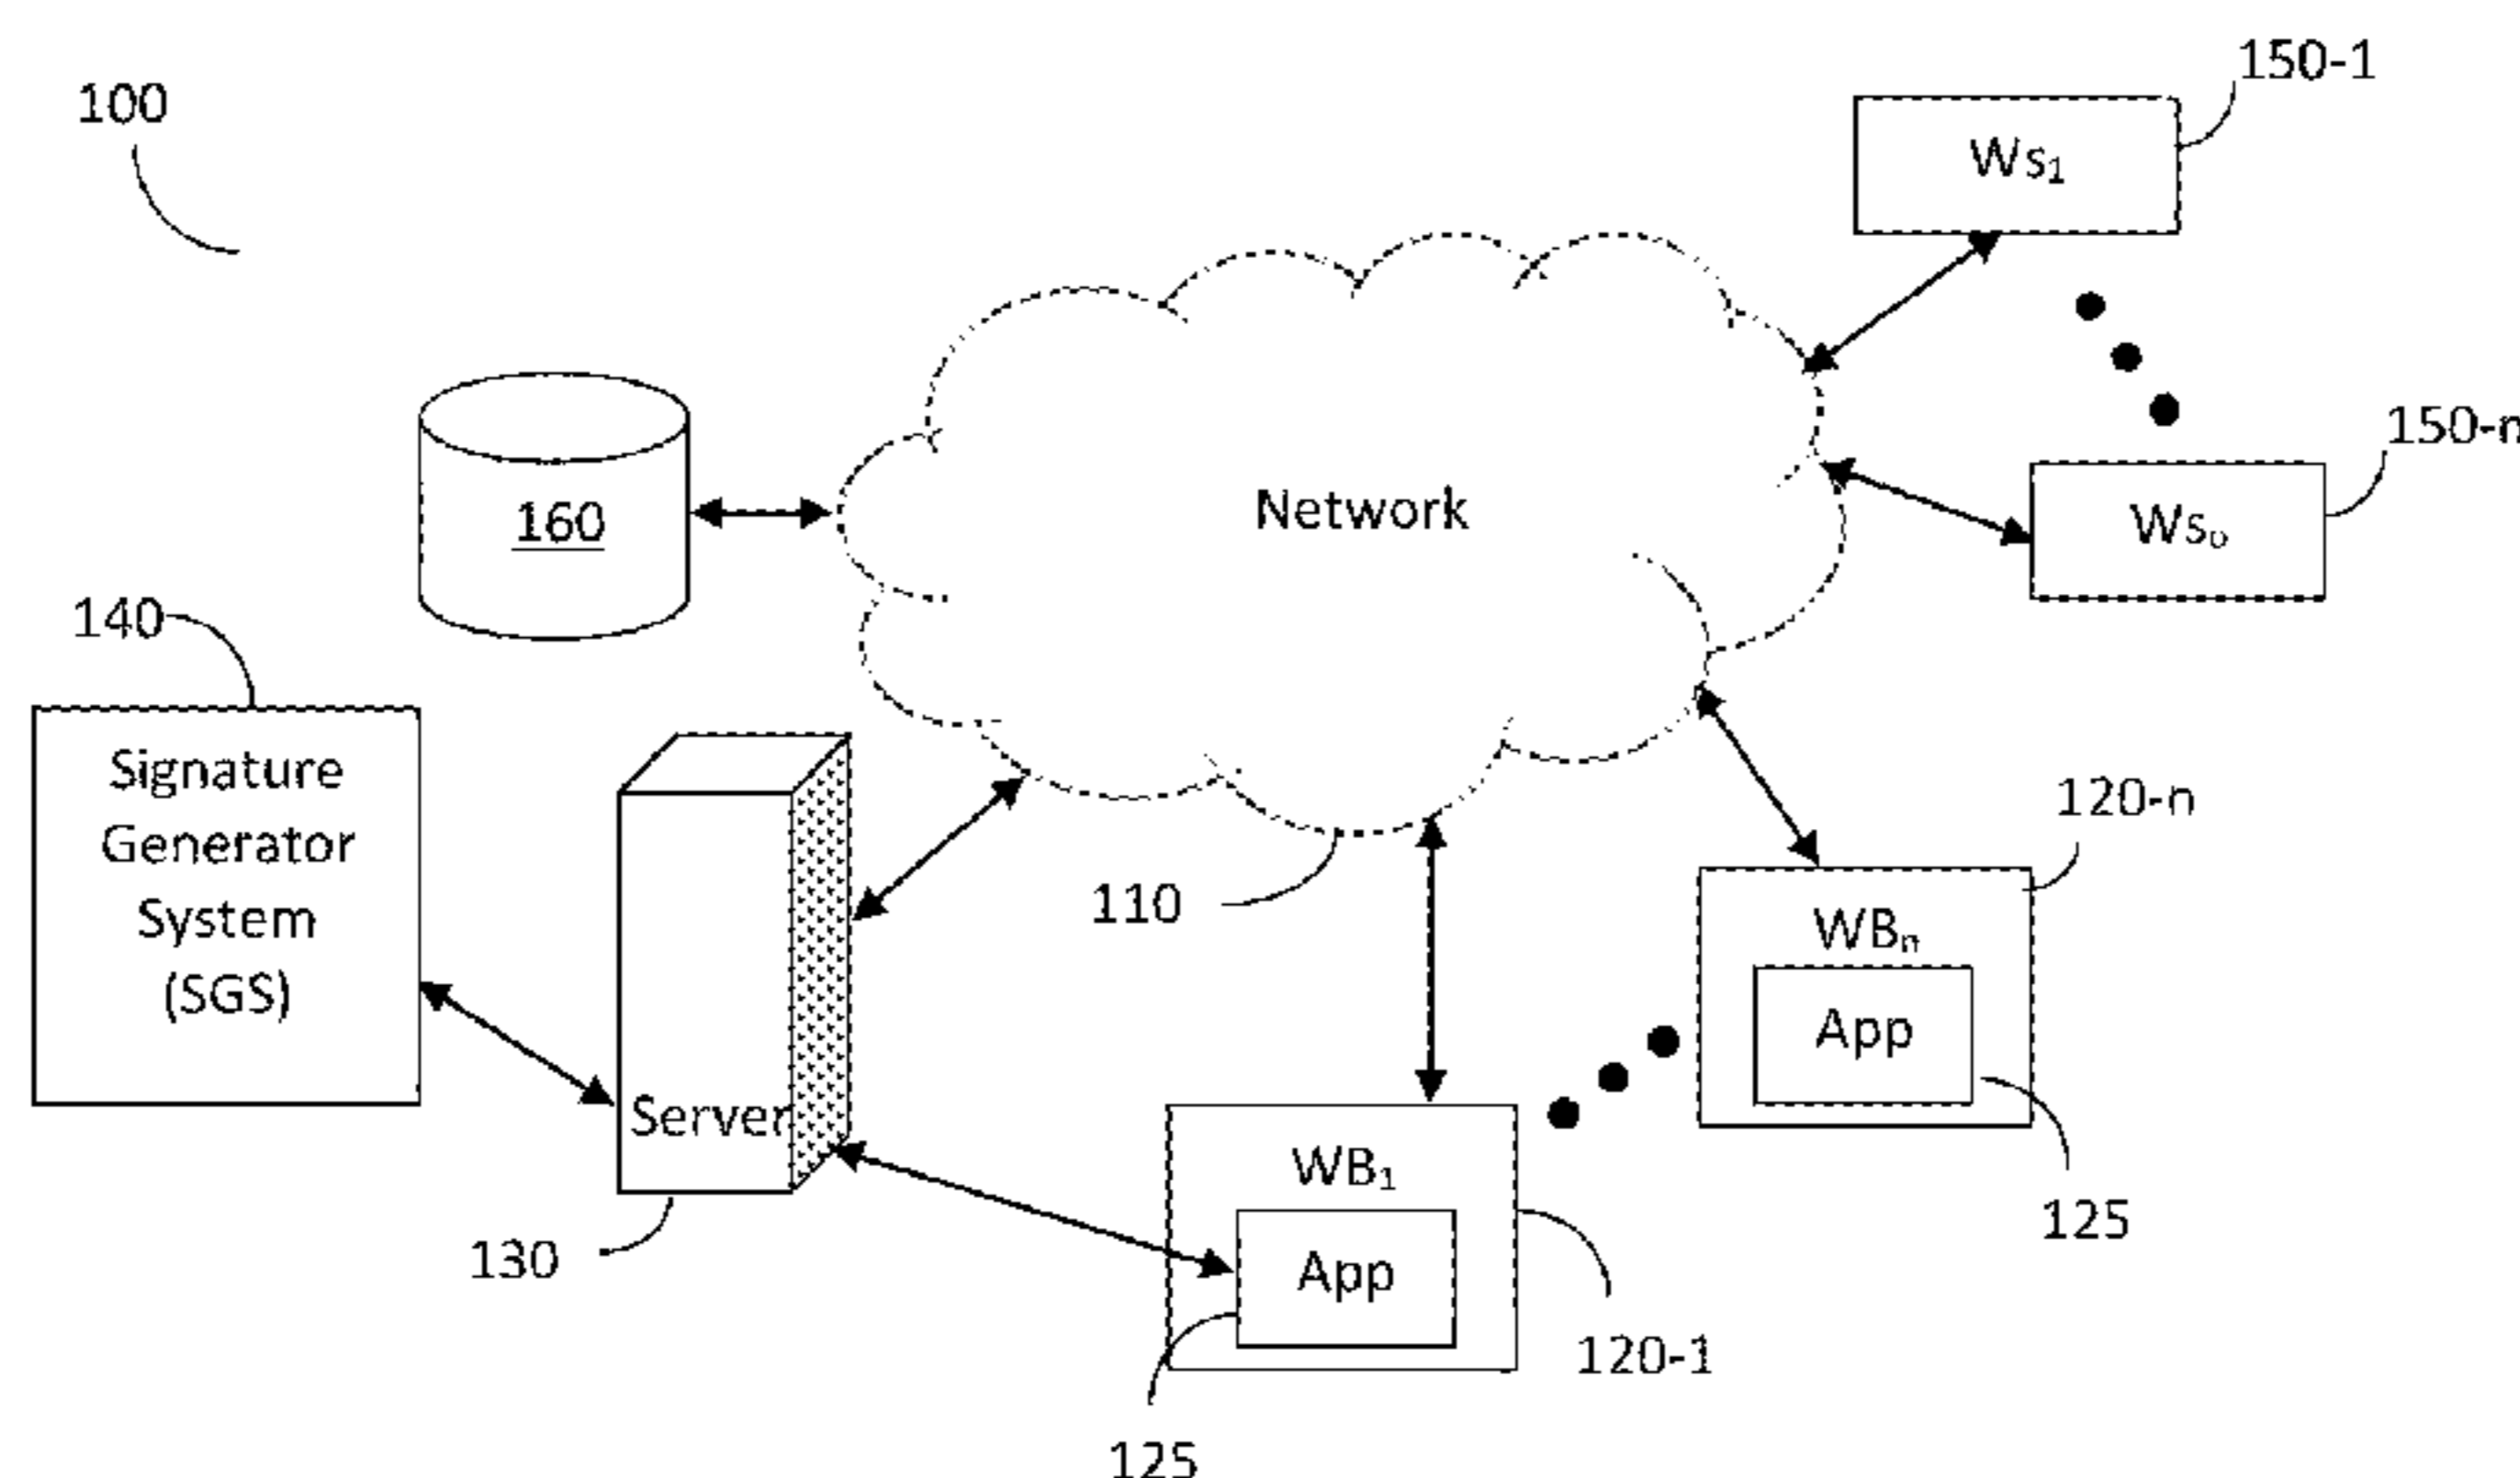 100
150-1
WS₁
150-n
Network
160
WSₙ
140
Signature
Generator
System
(SGS)
120-n
110
WBₙ
App
Server
WB₁
125
130
App
120-1
125